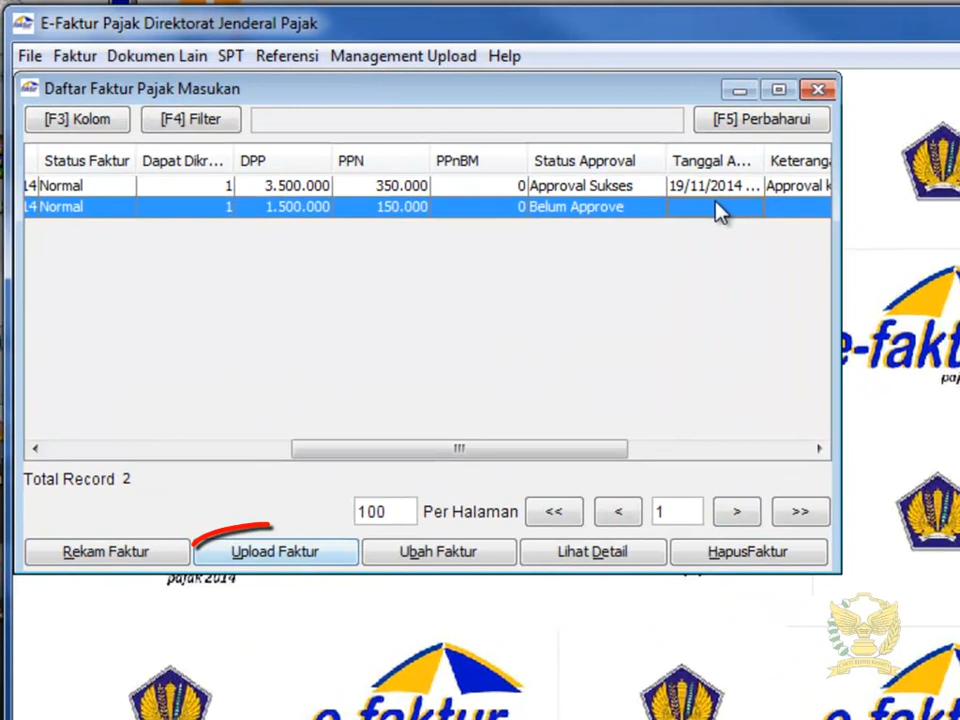 E-Faktur Pajak Direktorat Jenderal Pajak
File Faktur Dokumen Lain SPT Referensi Management Upload Help
Daftar Faktur Pajak Masukan
[F3] Kolom [F4] Filter [F5] Perbaharui
Status Faktur Dapat Dikr... DPP PPN PPnBM Status Approval Tanggal A... Keteranga
14 Normal 1 3.500.000 350.000 0 Approval Sukses 19/11/2014 ... Approval k
14 Normal 1 1.500.000 150.000 0 Belum Approve
e-fakt
paj
Total Record 2
100 Per Halaman << < 1 > >>
Rekam Faktur Upload Faktur Ubah Faktur Lihat Detail HapusFaktur
pajak 2014
e-faktur